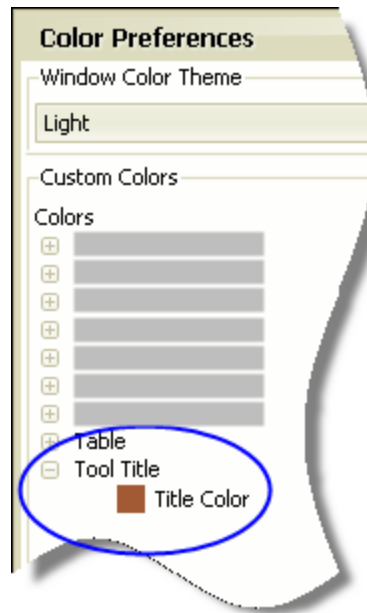 Color Preferences
Window Color Theme
Light
Custom Colors
Colors
Table
Tool Title
Title Color